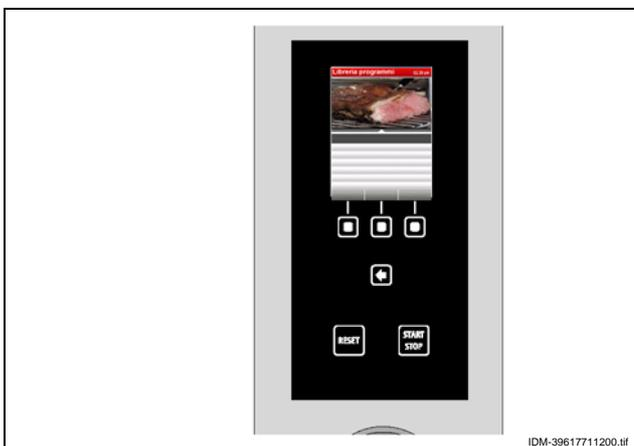 Libreria programmi
RESET
START
STOP
IDM-39617711200.tif